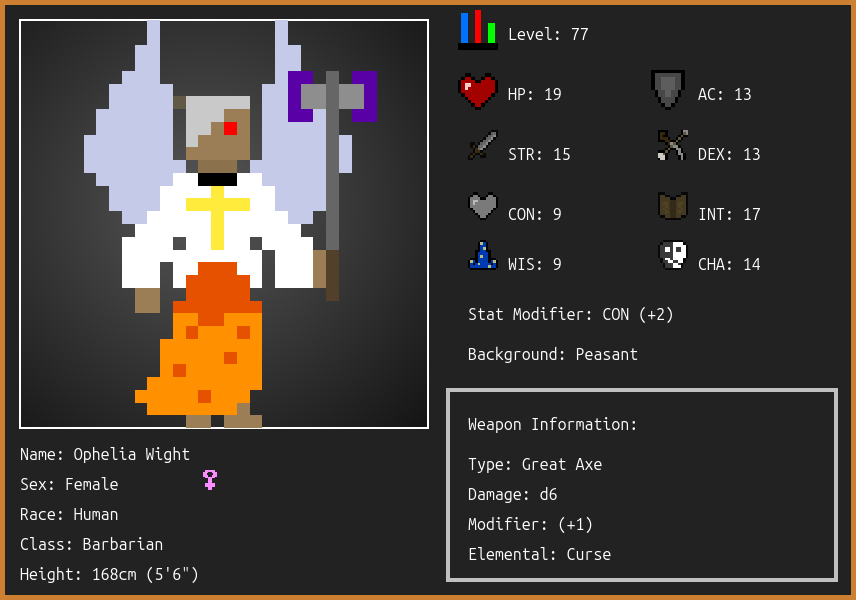 Level: 77
HP: 19
AC: 13
STR: 15
DEX: 13
CON: 9
INT: 17
WIS: 9
CHA: 14
Stat Modifier: CON (+2)
Background: Peasant
Weapon Information:
Type: Great Axe
Damage: d6
Modifier: (+1)
Elemental: Curse
Name: Ophelia Wight
Sex: Female
Race: Human
Class: Barbarian
Height: 168cm (5'6")